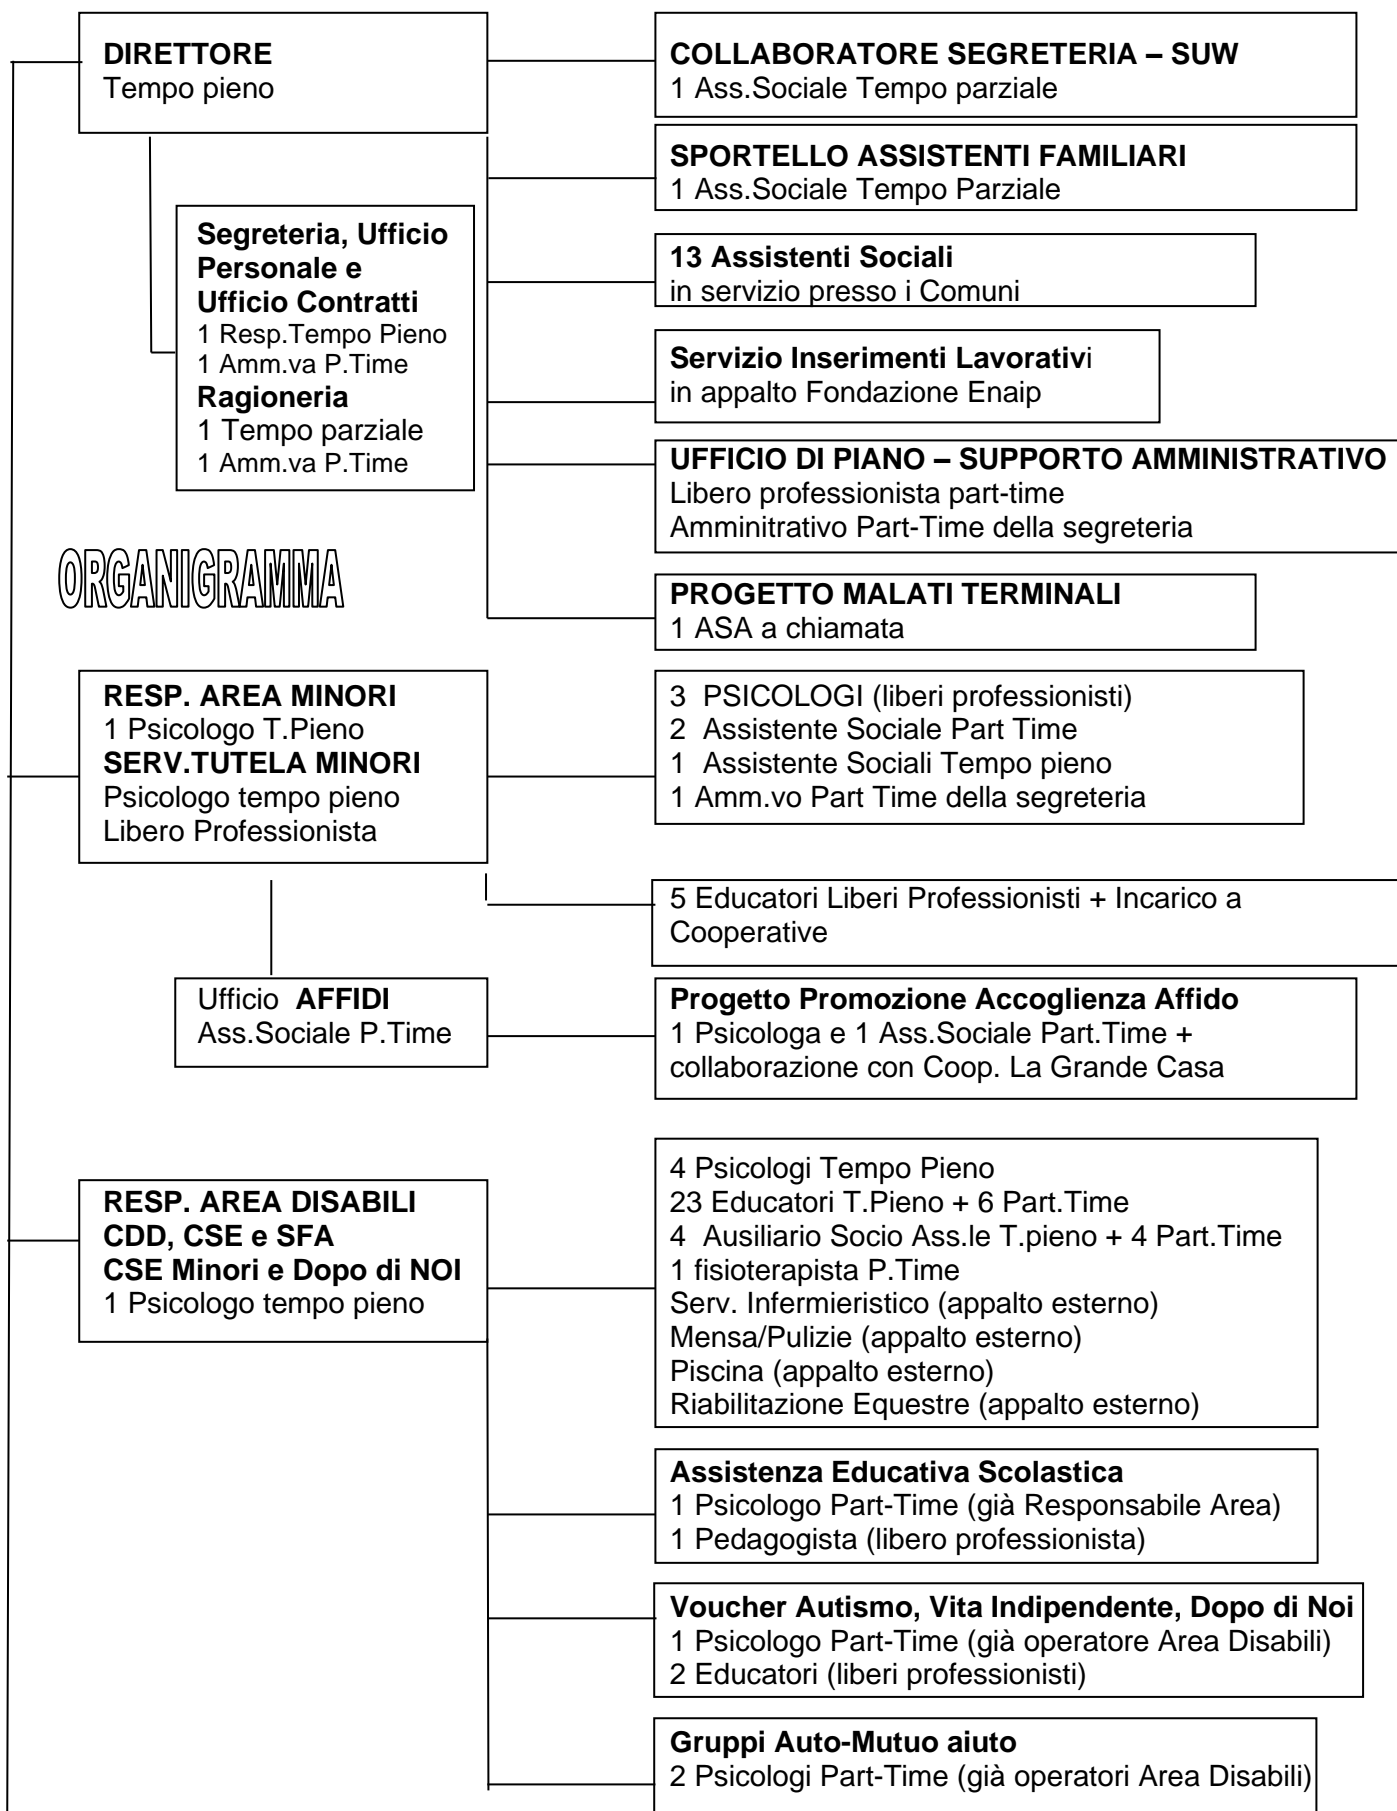 DIRETTORE
Tempo pieno
COLLABORATORE SEGRETERIA – SUW
1 Ass.Sociale Tempo parziale
SPORTELLO ASSISTENTI FAMILIARI
1 Ass.Sociale Tempo Parziale
Segreteria, Ufficio
Personale e
Ufficio Contratti
1 Resp.Tempo Pieno
1 Amm.va P.Time
Ragioneria
1 Tempo parziale
1 Amm.va P.Time
13 Assistenti Sociali
in servizio presso i Comuni
Servizio Inserimenti Lavorativi
in appalto Fondazione Enaip
UFFICIO DI PIANO – SUPPORTO AMMINISTRATIVO
Libero professionista part-time
Amminitrativo Part-Time della segreteria
ORGANIGRAMMA
PROGETTO MALATI TERMINALI
1 ASA a chiamata
RESP. AREA MINORI
1 Psicologo T.Pieno
SERV.TUTELA MINORI
Psicologo tempo pieno
Libero Professionista
3 PSICOLOGI (liberi professionisti)
2 Assistente Sociale Part Time
1 Assistente Sociali Tempo pieno
1 Amm.vo Part Time della segreteria
5 Educatori Liberi Professionisti + Incarico a
Cooperative
Ufficio AFFIDI
Ass.Sociale P.Time
Progetto Promozione Accoglienza Affido
1 Psicologa e 1 Ass.Sociale Part.Time +
collaborazione con Coop. La Grande Casa
RESP. AREA DISABILI
CDD, CSE e SFA
CSE Minori e Dopo di NOI
1 Psicologo tempo pieno
4 Psicologi Tempo Pieno
23 Educatori T.Pieno + 6 Part.Time
4 Ausiliario Socio Ass.le T.pieno + 4 Part.Time
1 fisioterapista P.Time
Serv. Infermieristico (appalto esterno)
Mensa/Pulizie (appalto esterno)
Piscina (appalto esterno)
Riabilitazione Equestre (appalto esterno)
Assistenza Educativa Scolastica
1 Psicologo Part-Time (già Responsabile Area)
1 Pedagogista (libero professionista)
Voucher Autismo, Vita Indipendente, Dopo di Noi
1 Psicologo Part-Time (già operatore Area Disabili)
2 Educatori (liberi professionisti)
Gruppi Auto-Mutuo aiuto
2 Psicologi Part-Time (già operatori Area Disabili)